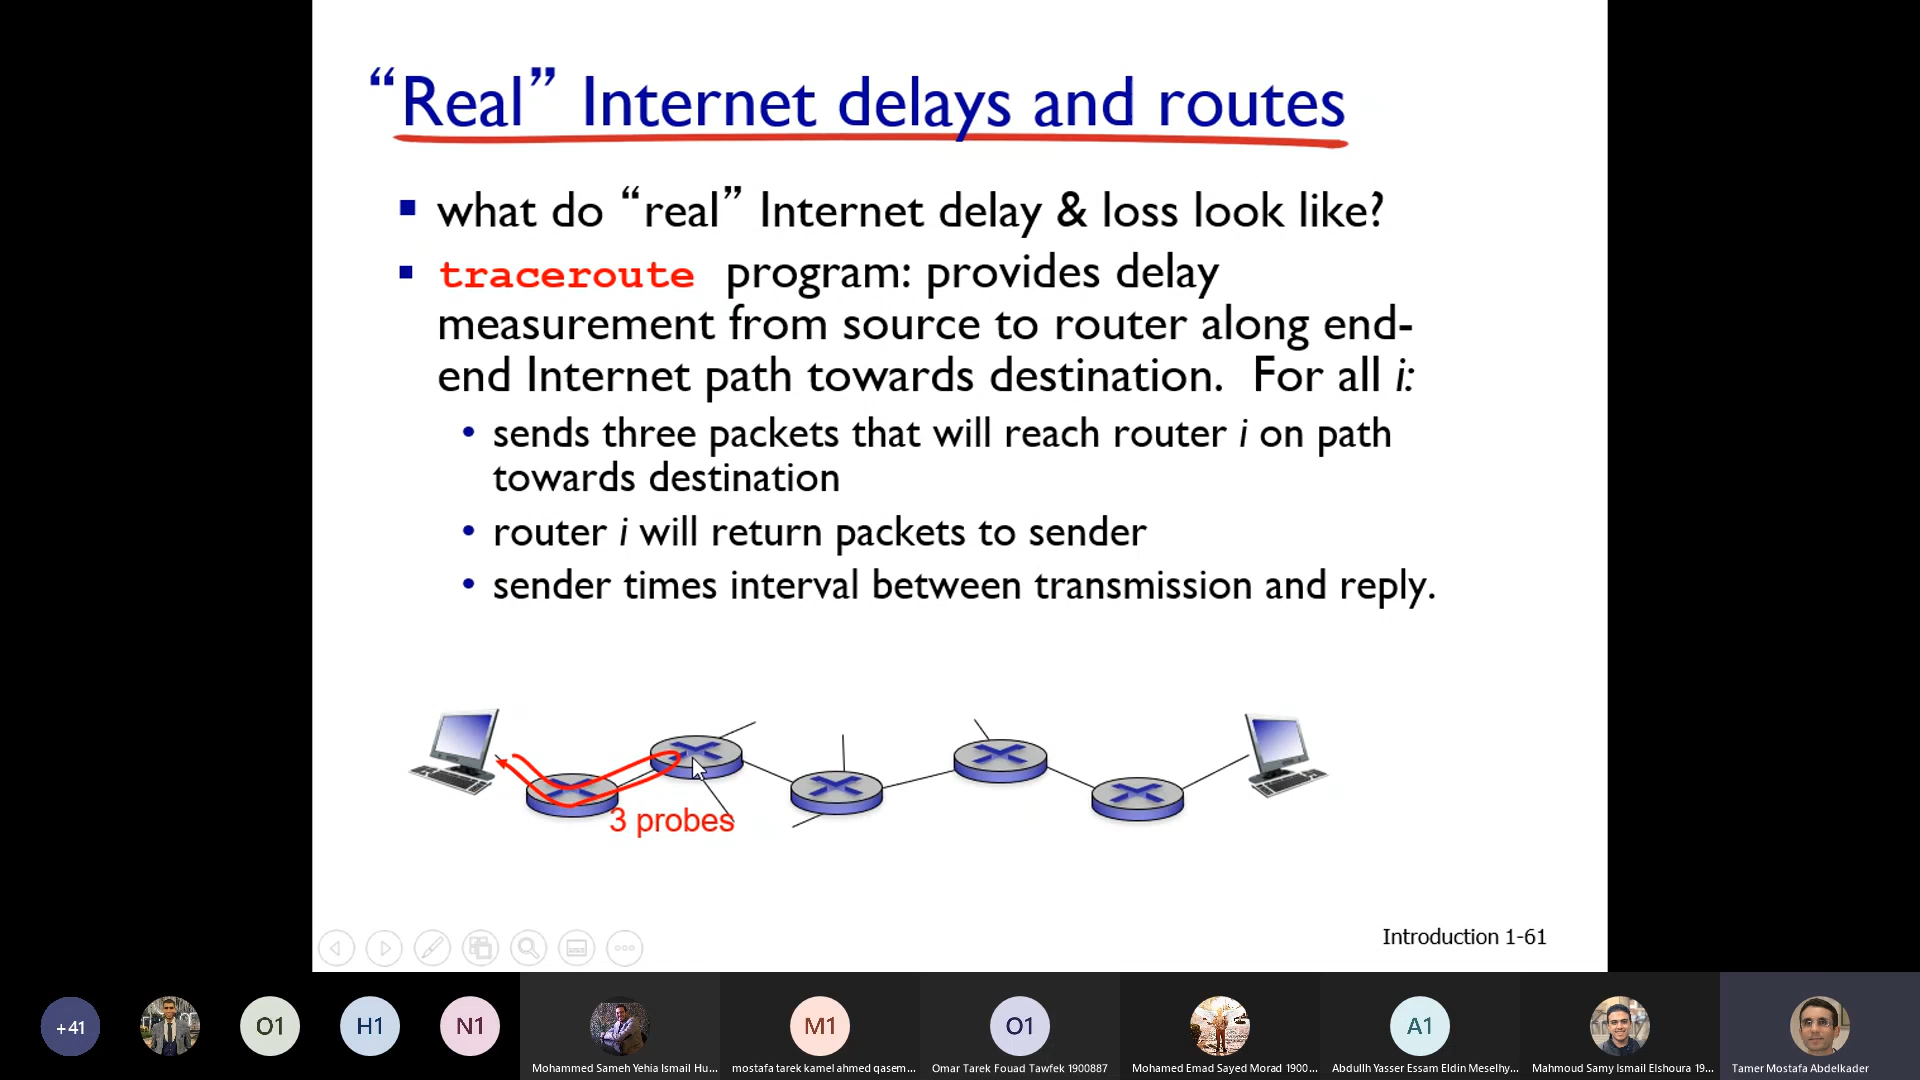 “Real” Internet delays and routes
what do “real” Internet delay & loss look like?
traceroute program: provides delay
measurement from source to router along end-
end Internet path towards destination. For all i:
sends three packets that will reach router i on path
towards destination
router i will return packets to sender
sender times interval between transmission and reply.
3 probes
Introduction 1-61
+41
O1
H1
N1
M1
O1
A1
Mohammed Sameh Yehia Ismail Hu...
mostafa tarek kamel ahmed qasem...
Omar Tarek Fouad Tawfek 1900887
Mohamed Emad Sayed Morad 1900...
Abdullh Yasser Essam Eldin Meselhy...
Mahmoud Samy Ismail Elshoura 19...
Tamer Mostafa Abdelkader